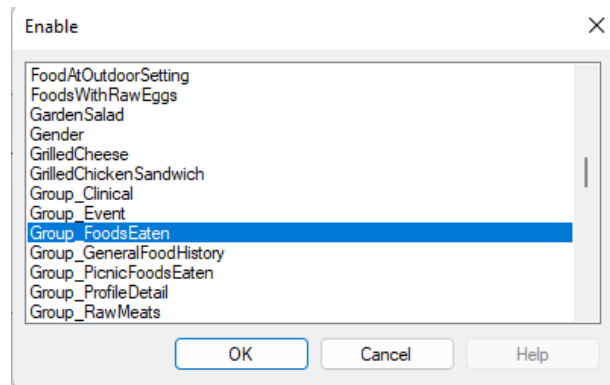 Enable
FoodAtOutdoorSetting
FoodsWithRawEggs
GardenSalad
Gender
GrilledCheese
GrilledChickenSandwich
Group_Clinical
Group_Event
Group_FoodsEaten
Group_GeneralFoodHistory
Group_PicnicFoodsEaten
Group_ProfileDetail
Group_RawMeats
OK Cancel Help